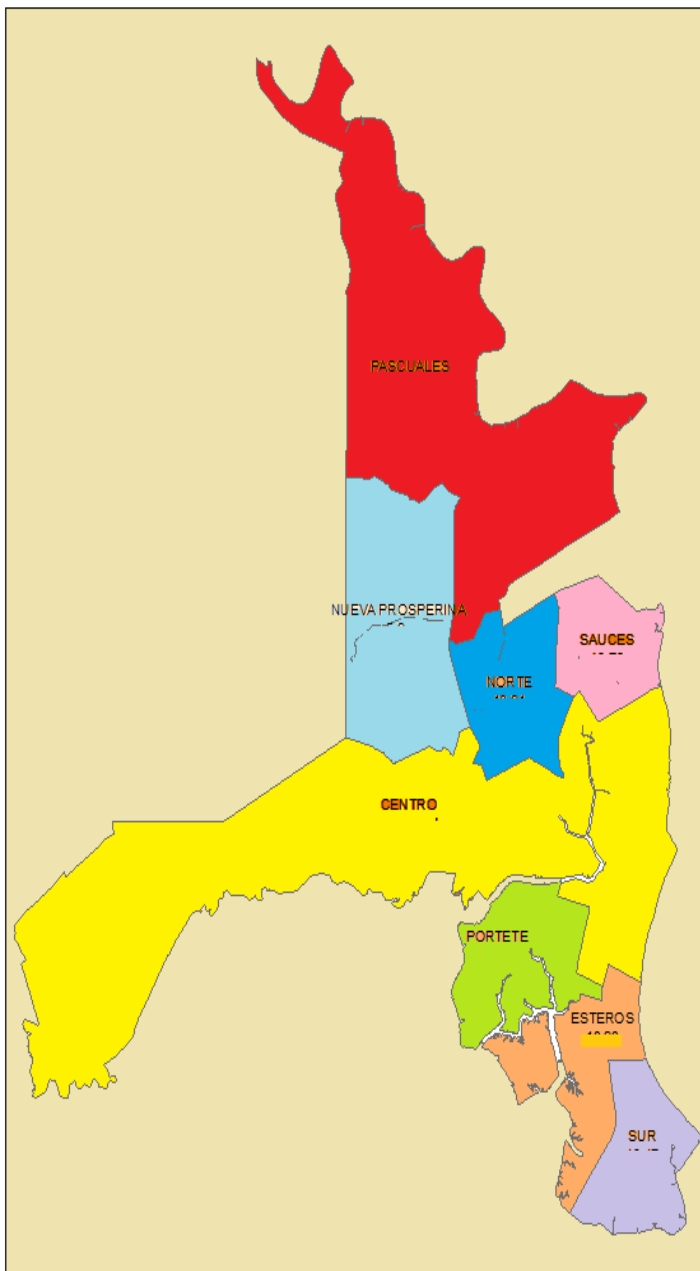 PASCUALES
NUEVA PROSPERINA
SAUCES
NORTE
CENTRO
PORTETE
ESTEROS
SUR